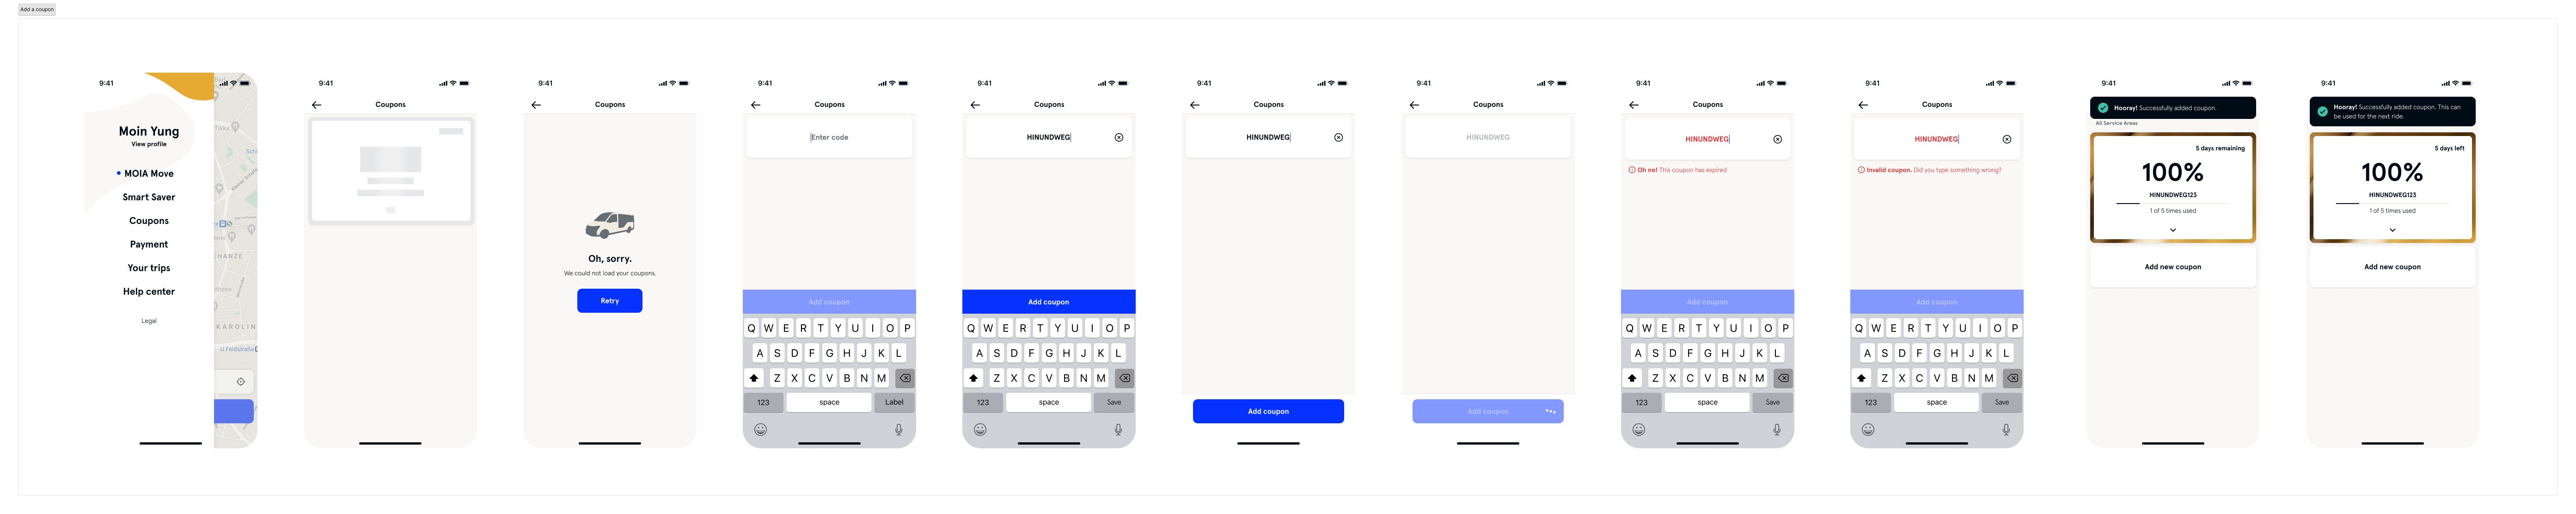 Add a coupon
9:41
Moin Yung
View profile
MOIA Move
Smart Saver
Coupons
Payment
Your trips
Help center
Legal
CHANZE
KAROLIN
U Feldstraße
9:41
Coupons
9:41
Coupons
Oh, sorry.
We could not load your coupons.
Retry
9:41
Coupons
Enter code
Add coupon
Q W E R T Y U I O P
A S D F G H J K L
Z X C V B N M
123 space Label
9:41
Coupons
HINUNDWEG
Add coupon
Q W E R T Y U I O P
A S D F G H J K L
Z X C V B N M
123 space Save
9:41
Coupons
HINUNDWEG
Add coupon
9:41
Coupons
HINUNDWEG
Add coupon
9:41
Coupons
HINUNDWEG
Oh no! This coupon has expired
Add coupon
Q W E R T Y U I O P
A S D F G H J K L
Z X C V B N M
123 space Save
9:41
Coupons
HINUNDWEG
Invalid coupon. Did you type something wrong?
Add coupon
Q W E R T Y U I O P
A S D F G H J K L
Z X C V B N M
123 space Save
9:41
Hooray! Successfully added coupon.
All Service Areas
5 days remaining
100%
HINUNDWEG123
1 of 5 times used
Add new coupon
9:41
Hooray! Successfully added coupon. This can
be used for the next ride.
5 days left
100%
HINUNDWEG123
1 of 5 times used
Add new coupon